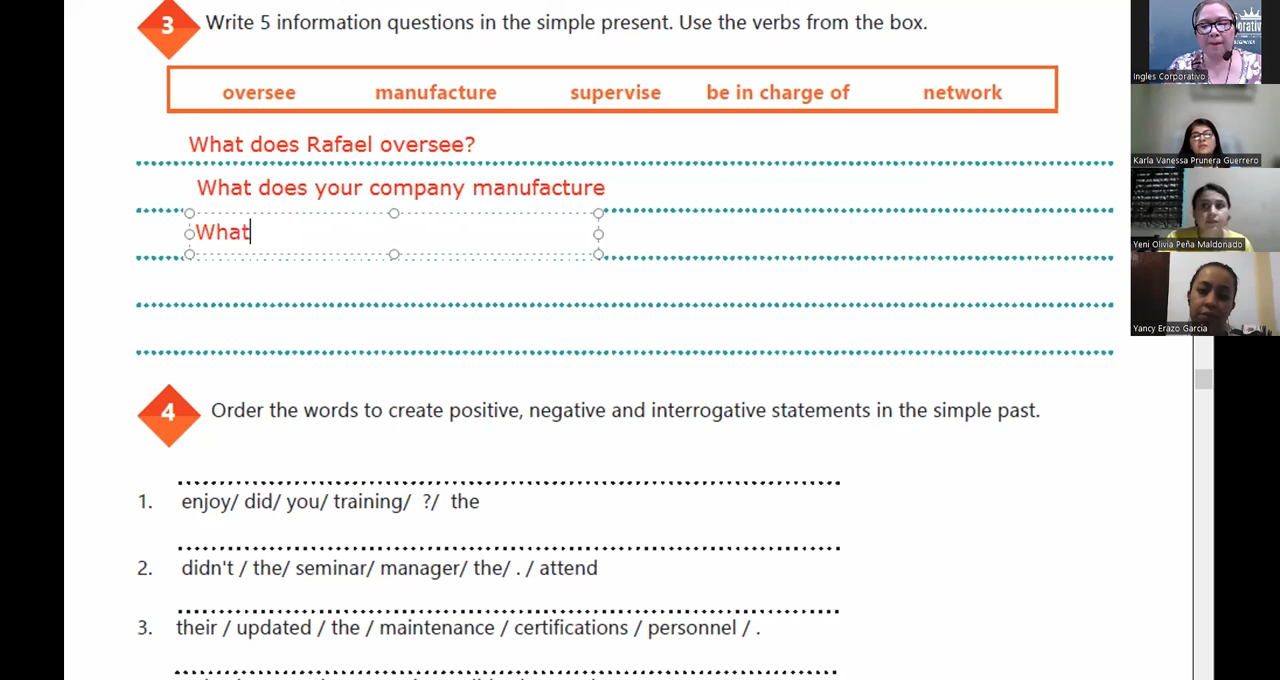 3 Write 5 information questions in the simple present. Use the verbs from the box.
oversee manufacture supervise be in charge of network
What does Rafael oversee?
What does your company manufacture
What
4 Order the words to create positive, negative and interrogative statements in the simple past.
1. enjoy/ did/ you/ training/ ?/ the
2. didn't / the/ seminar/ manager/ the/ . / attend
3. their / updated / the / maintenance / certifications / personnel / .
Ingles Corporativo
Karla Vanessa Prunera Guerrero
Yeni Olivia Peña Maldonado
Yancy Erazo Garcia